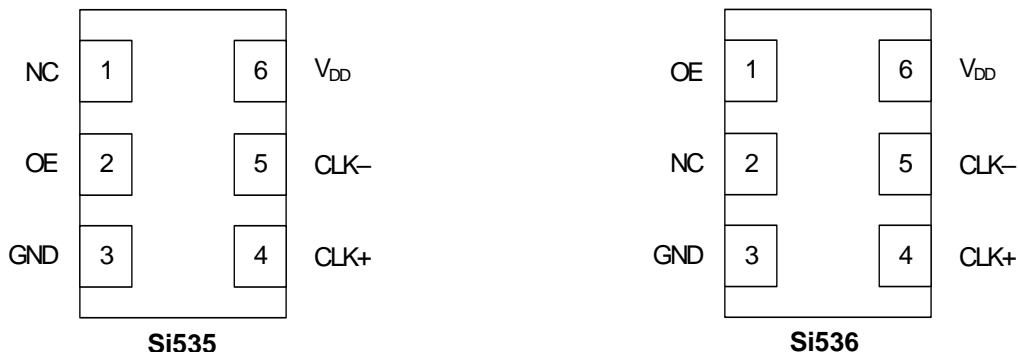 NC 1 6 VDD
OE 2 5 CLK–
GND 3 4 CLK+
Si535
OE 1 6 VDD
NC 2 5 CLK–
GND 3 4 CLK+
Si536